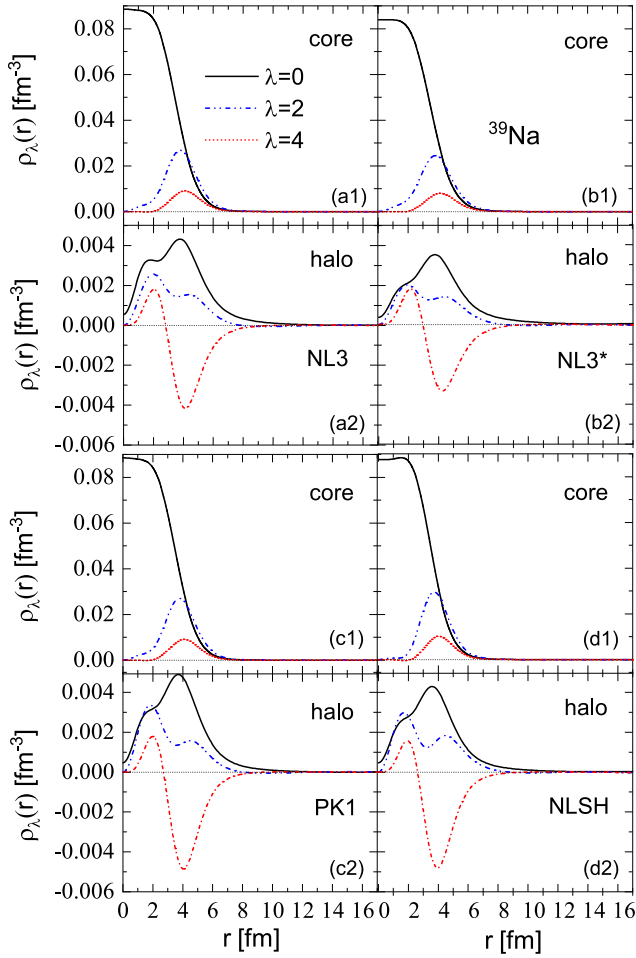 0.08
0.06
0.04
0.02
0.00
ρλ(r) [fm⁻³]
core
λ=0
λ=2
λ=4
(a1)
core
³⁹Na
(b1)
0.004
0.002
0.000
-0.002
-0.004
-0.006
ρλ(r) [fm⁻³]
halo
NL3
(a2)
halo
NL3*
(b2)
0.08
0.06
0.04
0.02
0.00
ρλ(r) [fm⁻³]
core
(c1)
core
(d1)
0.004
0.002
0.000
-0.002
-0.004
-0.006
ρλ(r) [fm⁻³]
halo
PK1
(c2)
halo
NLSH
(d2)
0 2 4 6 8 10 12 14 16
0 2 4 6 8 10 12 14 16
r [fm]
r [fm]